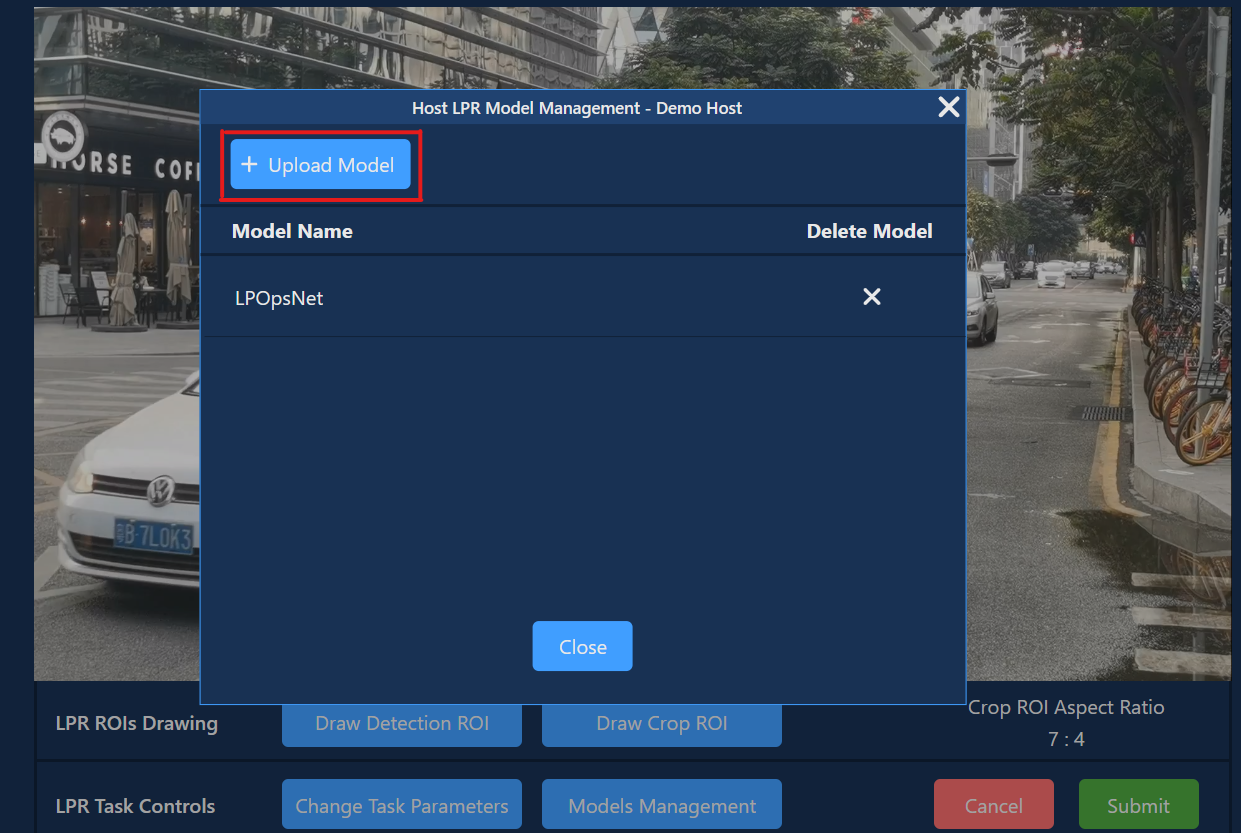 Host LPR Model Management - Demo Host
+ Upload Model
Model Name Delete Model
LPOpsNet
Close
HORSE COF
B·7LOK3
LPR ROIs Drawing Draw Detection ROI Draw Crop ROI Crop ROI Aspect Ratio
7 : 4
LPR Task Controls Change Task Parameters Models Management Cancel Submit